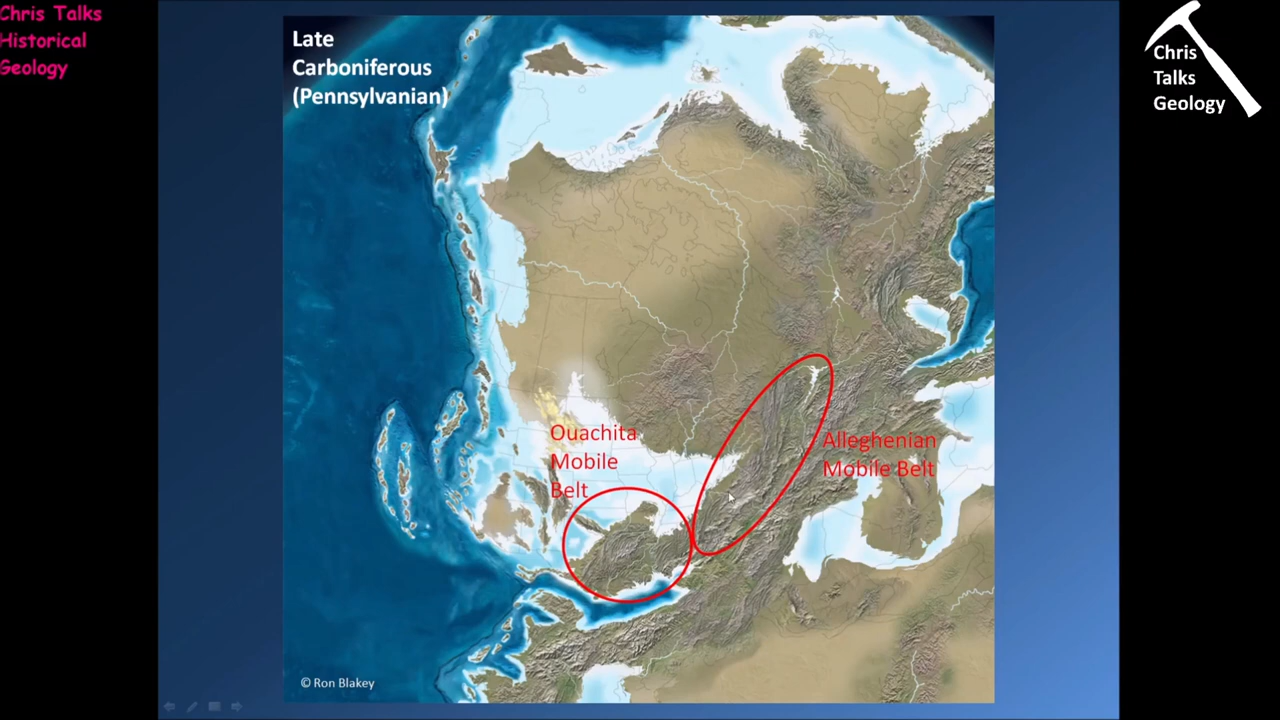 Chris Talks
Historical
Geology
Late
Carboniferous
(Pennsylvanian)
Chris
Talks
Geology
Ouachita
Mobile
Belt
Alleghenian
Mobile Belt
© Ron Blakey